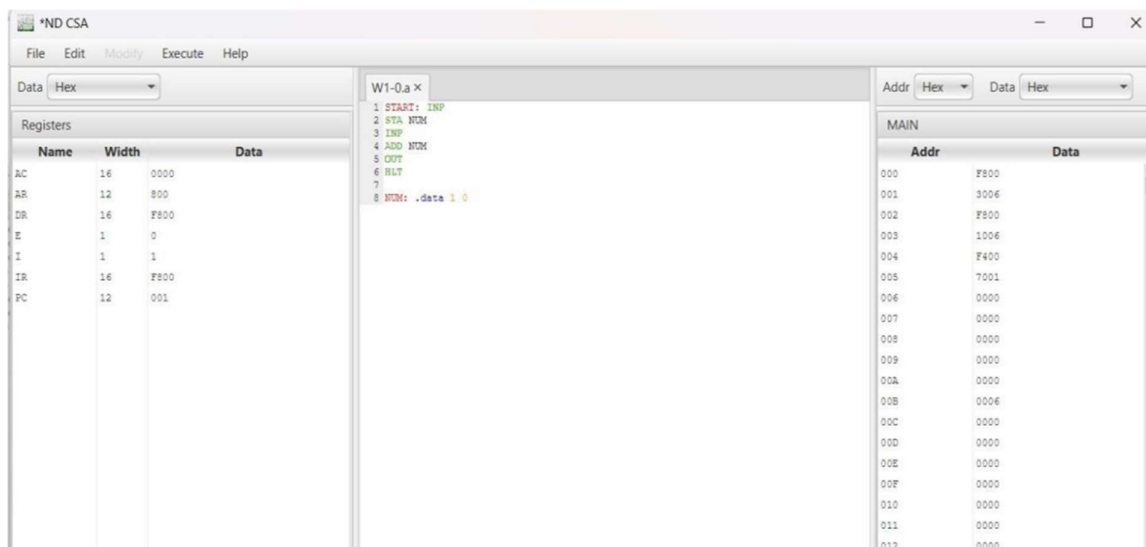 *ND CSA
File Edit Modify Execute Help
Data Hex
Registers
Name Width Data
AC 16 0000
AR 12 800
DR 16 F800
E 1 0
I 1 1
IR 16 F800
PC 12 001
W1-0.a ×
1 START: INP
2 STA NUM
3 INP
4 ADD NUM
5 OUT
6 HLT
7
8 NUM: .data 1 0
Addr Hex Data Hex
MAIN
Addr Data
000 F800
001 3006
002 F800
003 1006
004 F400
005 7001
006 0000
007 0000
008 0000
009 0000
00A 0000
00B 0006
00C 0000
00D 0000
00E 0000
00F 0000
010 0000
011 0000
012 0000